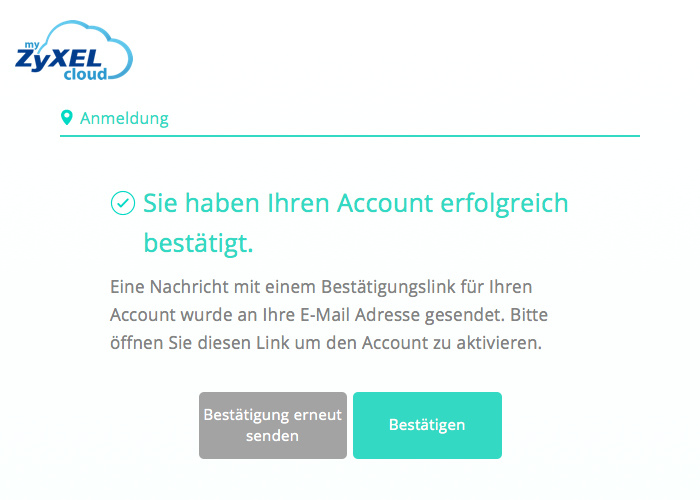 my
ZyXEL
cloud
Anmeldung
Sie haben Ihren Account erfolgreich
bestätigt.
Eine Nachricht mit einem Bestätigungslink für Ihren
Account wurde an Ihre E-Mail Adresse gesendet. Bitte
öffnen Sie diesen Link um den Account zu aktivieren.
Bestätigung erneut
senden
Bestätigen